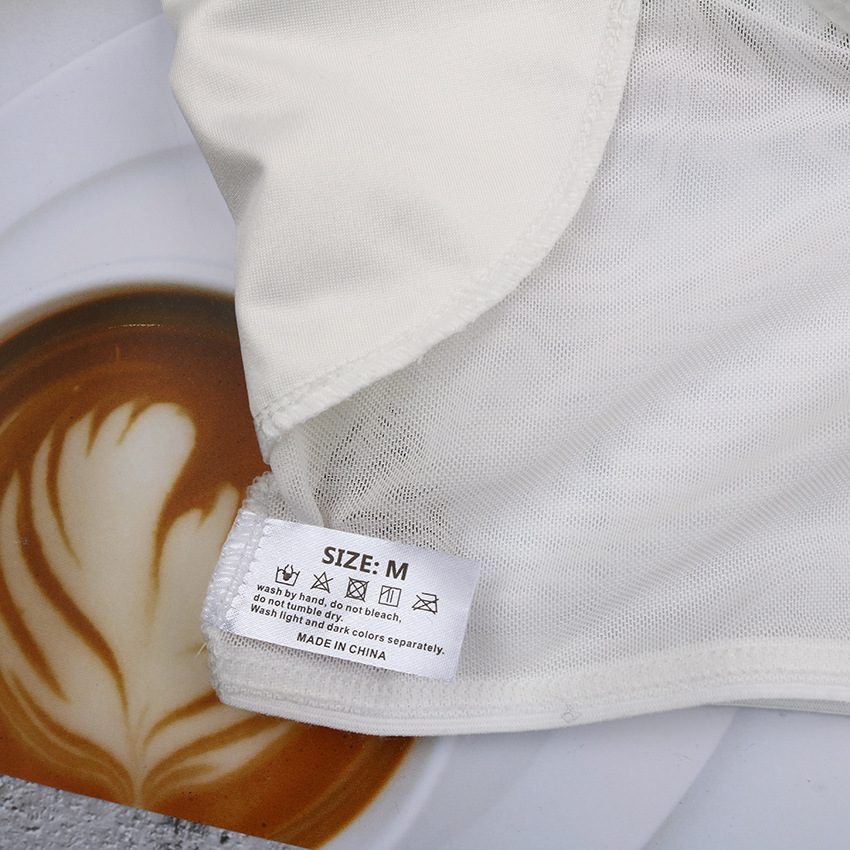 SIZE: M
wash by hand, do not bleach,
do not tumble dry.
Wash light and dark colors separately.
MADE IN CHINA